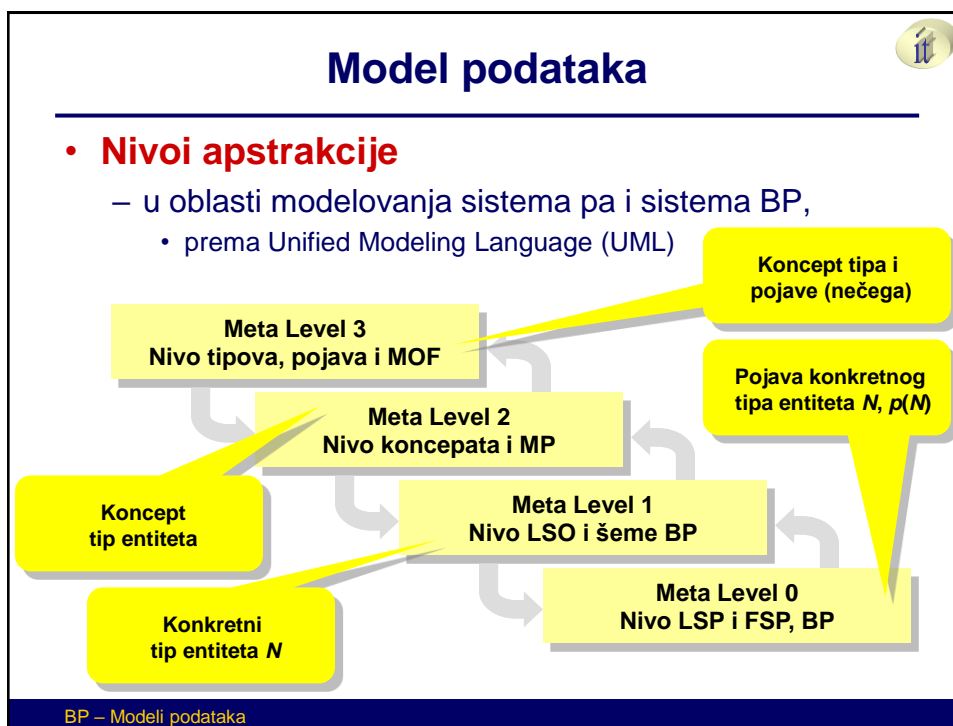 Model podataka
it
• Nivoi apstrakcije
– u oblasti modelovanja sistema pa i sistema BP,
• prema Unified Modeling Language (UML)
Koncept tipa i
pojave (nečega)
Meta Level 3
Nivo tipova, pojava i MOF
Pojava konkretnog
tipa entiteta N, p(N)
Meta Level 2
Nivo koncepata i MP
Koncept
tip entiteta
Meta Level 1
Nivo LSO i šeme BP
Meta Level 0
Nivo LSP i FSP, BP
Konkretni
tip entiteta N
BP – Modeli podataka